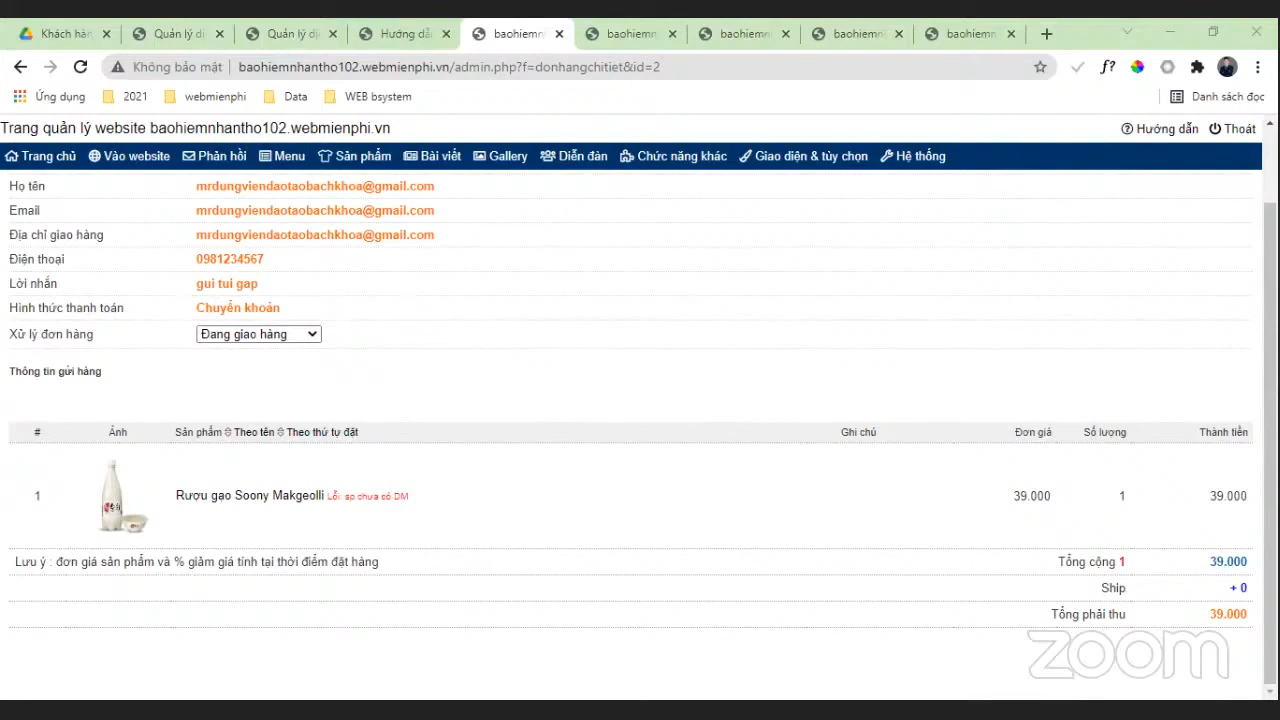 Khách hàn Quản lý dị Quản lý dị Hướng dẫ baohiemn baohiemn baohiemn baohiemn baohiemn
Không bảo mật baohiemnhantho102.webmienphi.vn/admin.php?f=donhangchitiet&id=2 f?
Ứng dụng 2021 webmienphi Data WEB bsystem Danh sách đọc
Trang quản lý website baohiemnhantho102.webmienphi.vn Hướng dẫn Thoát
Trang chủ Vào website Phản hồi Menu Sản phẩm Bài viết Gallery Diễn đàn Chức năng khác Giao diện & tùy chọn Hệ thống
Họ tên mrdungviendaotaobachkhoa@gmail.com
Email mrdungviendaotaobachkhoa@gmail.com
Địa chỉ giao hàng mrdungviendaotaobachkhoa@gmail.com
Điện thoại 0981234567
Lời nhắn gui tui gap
Hình thức thanh toán Chuyển khoản
Xử lý đơn hàng Đang giao hàng
Thông tin gửi hàng
# Ảnh Sản phẩm Theo tên Theo thứ tự đặt Ghi chú Đơn giá Số lượng Thành tiền
1 Rượu gạo Soony Makgeolli Lỗi: sp chưa có DM 39.000 1 39.000
Lưu ý : đơn giá sản phẩm và % giảm giá tính tại thời điểm đặt hàng Tổng cộng 1 39.000
Ship + 0
Tổng phải thu 39.000
zoom